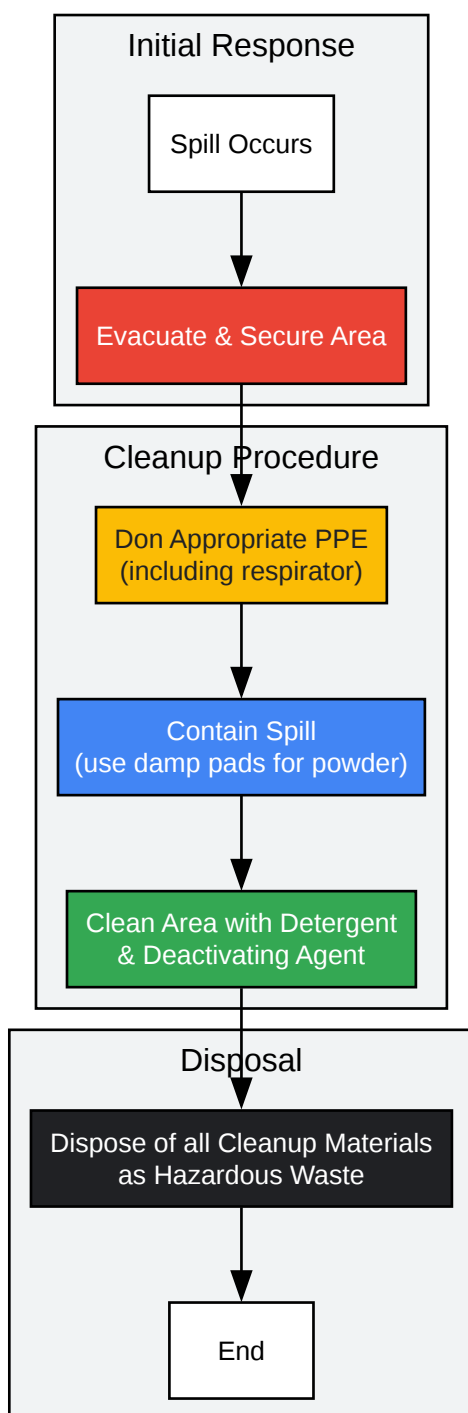 Initial Response
Spill Occurs
Evacuate & Secure Area
Cleanup Procedure
Don Appropriate PPE
(including respirator)
Contain Spill
(use damp pads for powder)
Clean Area with Detergent
& Deactivating Agent
Disposal
Dispose of all Cleanup Materials
as Hazardous Waste
End